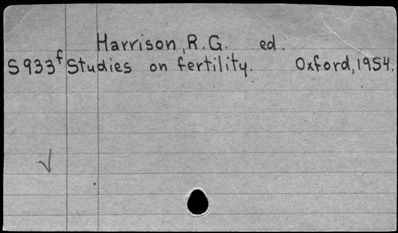 Harrison, R.G. ed.
S933f Studies on fertility. Oxford, 1954.
√